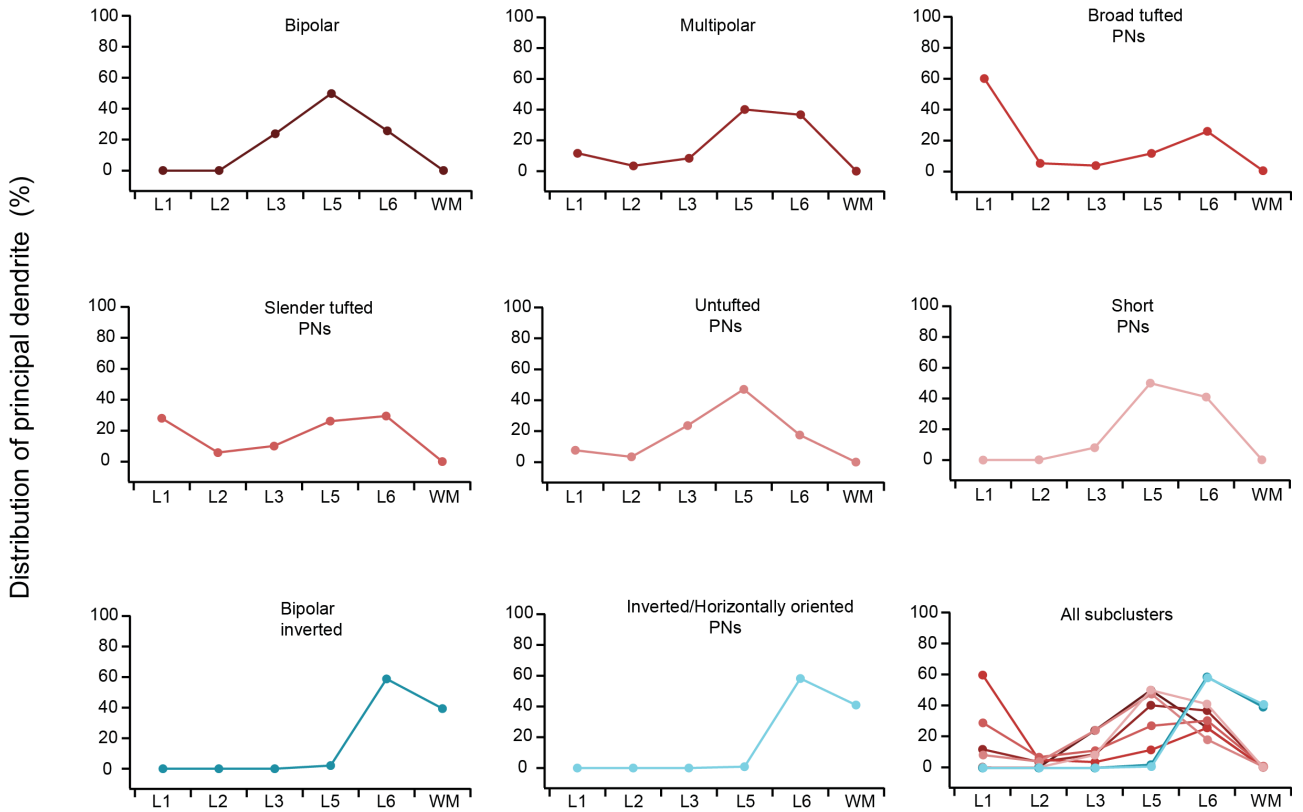 Distribution of principal dendrite (%)
Bipolar
100
80
60
40
20
0
L1 L2 L3 L5 L6 WM
Multipolar
100
80
60
40
20
0
L1 L2 L3 L5 L6 WM
Broad tufted
PNs
100
80
60
40
20
0
L1 L2 L3 L5 L6 WM
Slender tufted
PNs
100
80
60
40
20
0
L1 L2 L3 L5 L6 WM
Untufted
PNs
100
80
60
40
20
0
L1 L2 L3 L5 L6 WM
Short
PNs
100
80
60
40
20
0
L1 L2 L3 L5 L6 WM
Bipolar
inverted
100
80
60
40
20
0
L1 L2 L3 L5 L6 WM
Inverted/Horizontally oriented
PNs
100
80
60
40
20
0
L1 L2 L3 L5 L6 WM
All subclusters
100
80
60
40
20
0
L1 L2 L3 L5 L6 WM